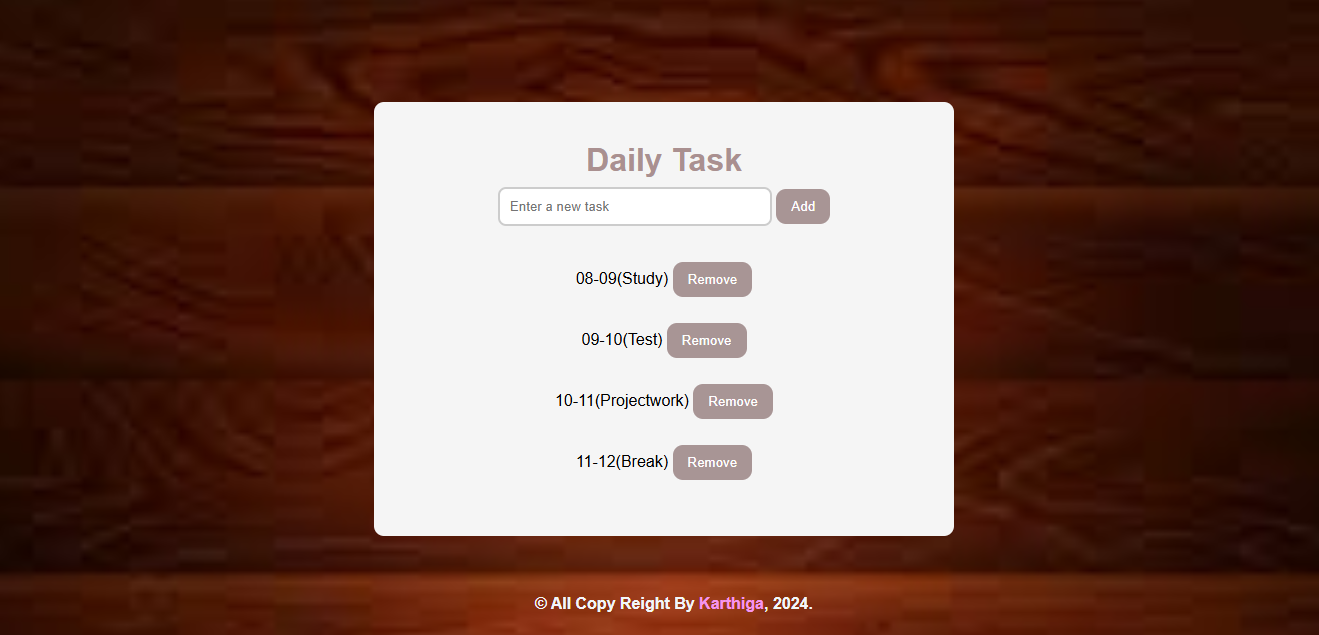 Daily Task
Enter a new task Add
08-09(Study) Remove
09-10(Test) Remove
10-11(Projectwork) Remove
11-12(Break) Remove
© All Copy Reight By Karthiga, 2024.